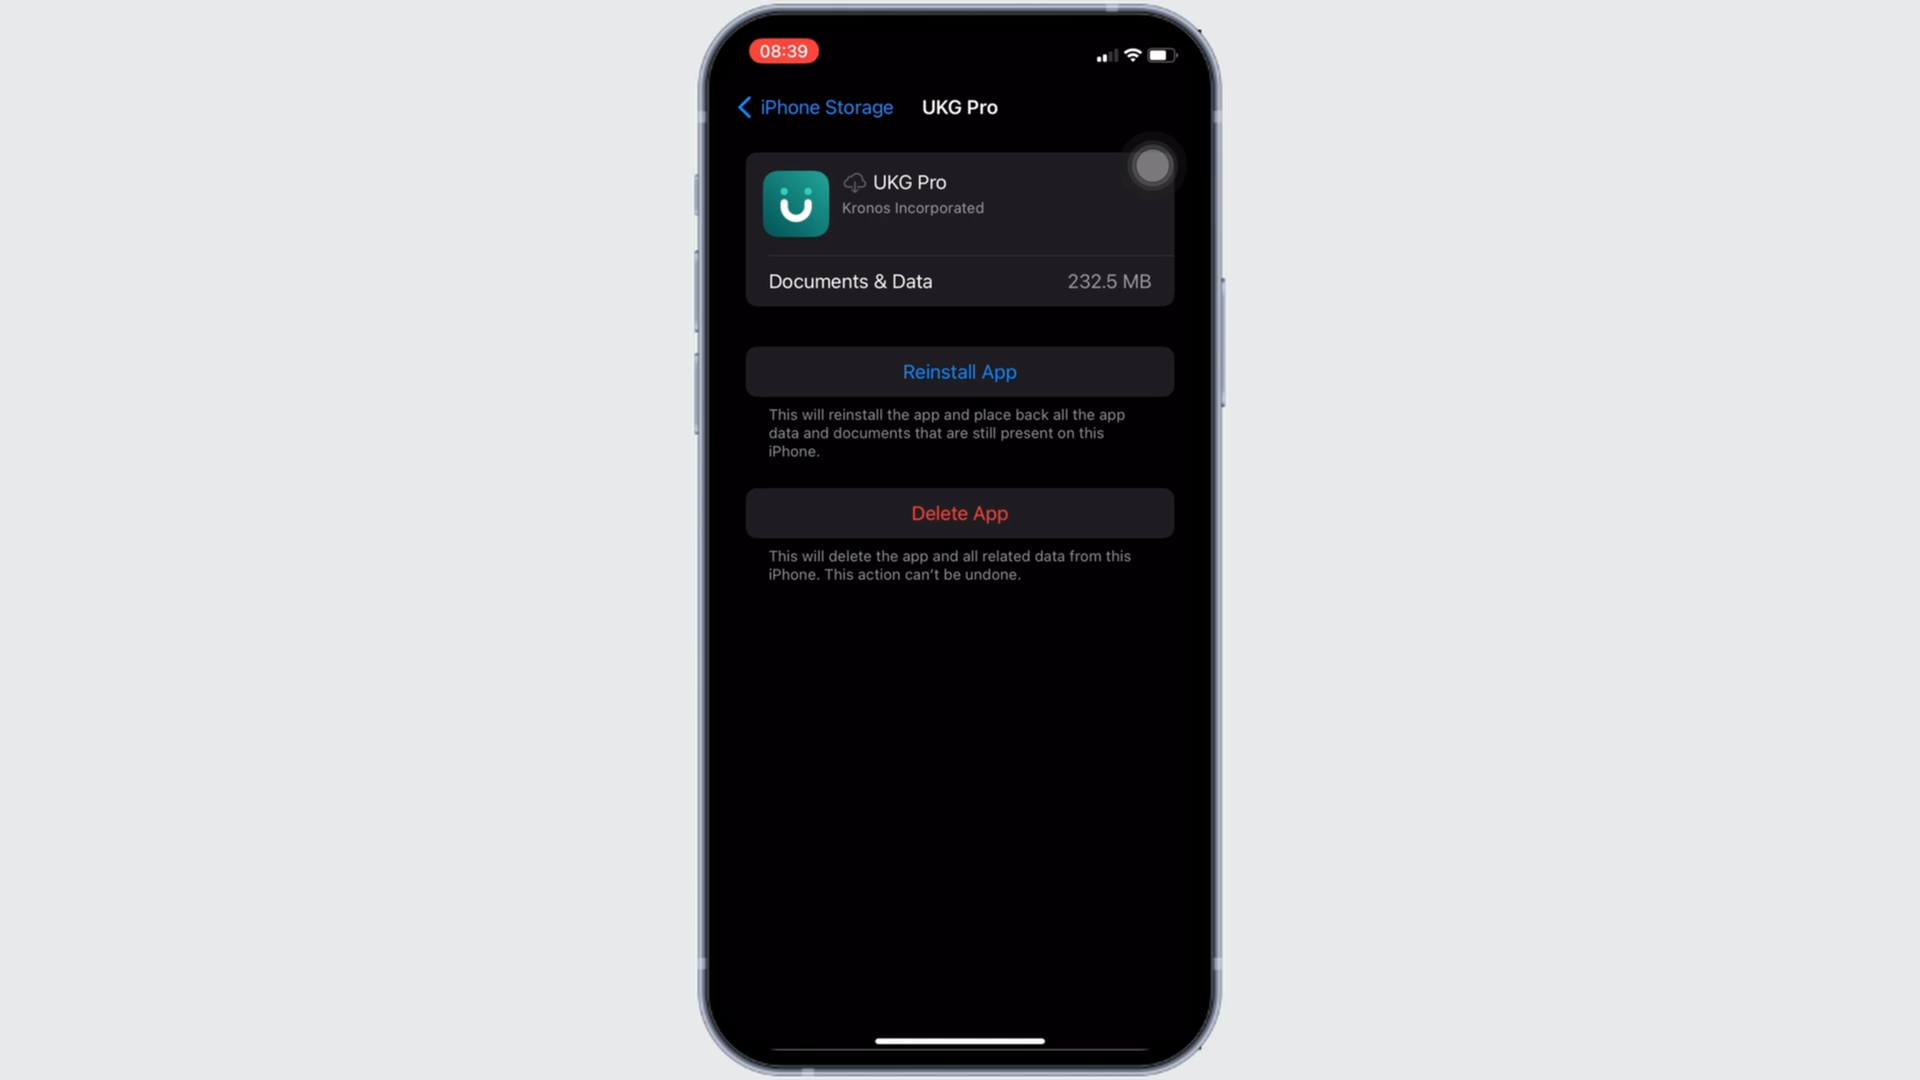 08:39
iPhone Storage UKG Pro
UKG Pro
Kronos Incorporated
Documents & Data 232.5 MB
Reinstall App
This will reinstall the app and place back all the app
data and documents that are still present on this
iPhone.
Delete App
This will delete the app and all related data from this
iPhone. This action can't be undone.